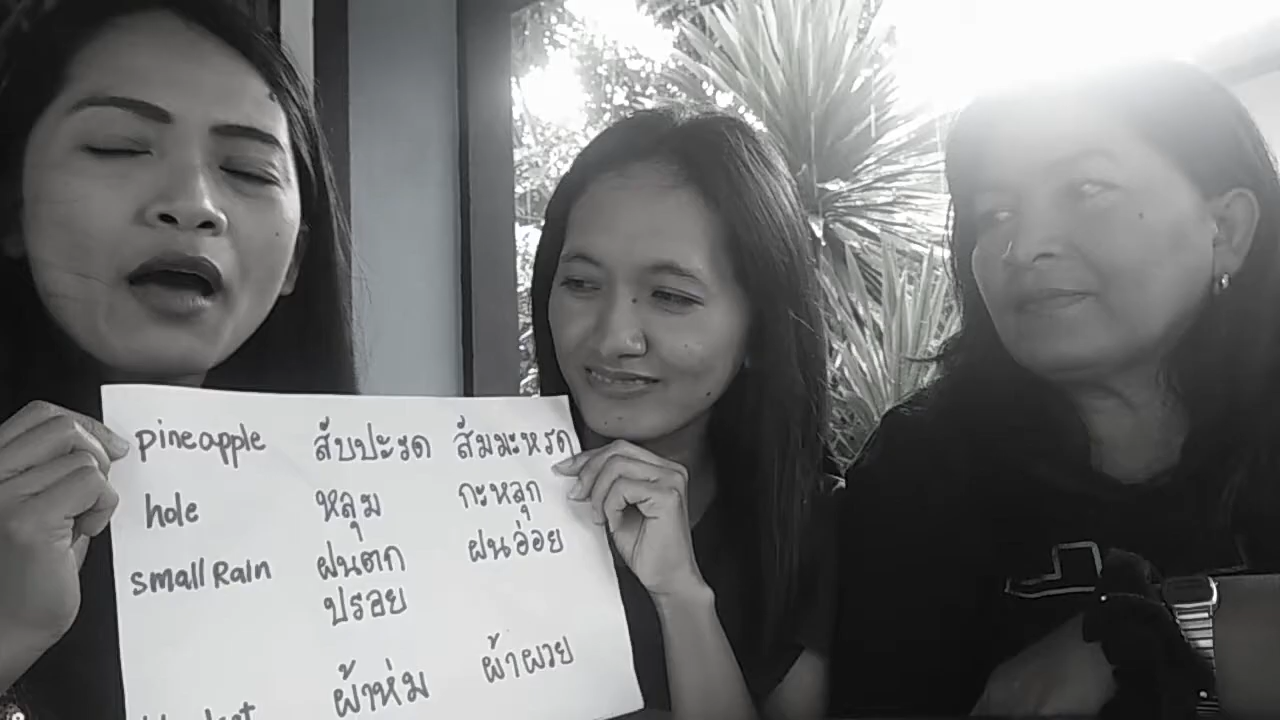 pineapple สับปะรด สัมมะหรด
hole หลุม กะหลุก
small Rain ฝนตก ฝนอ่อย
ปรอย
ผ้าห่ม ผ้าผวย